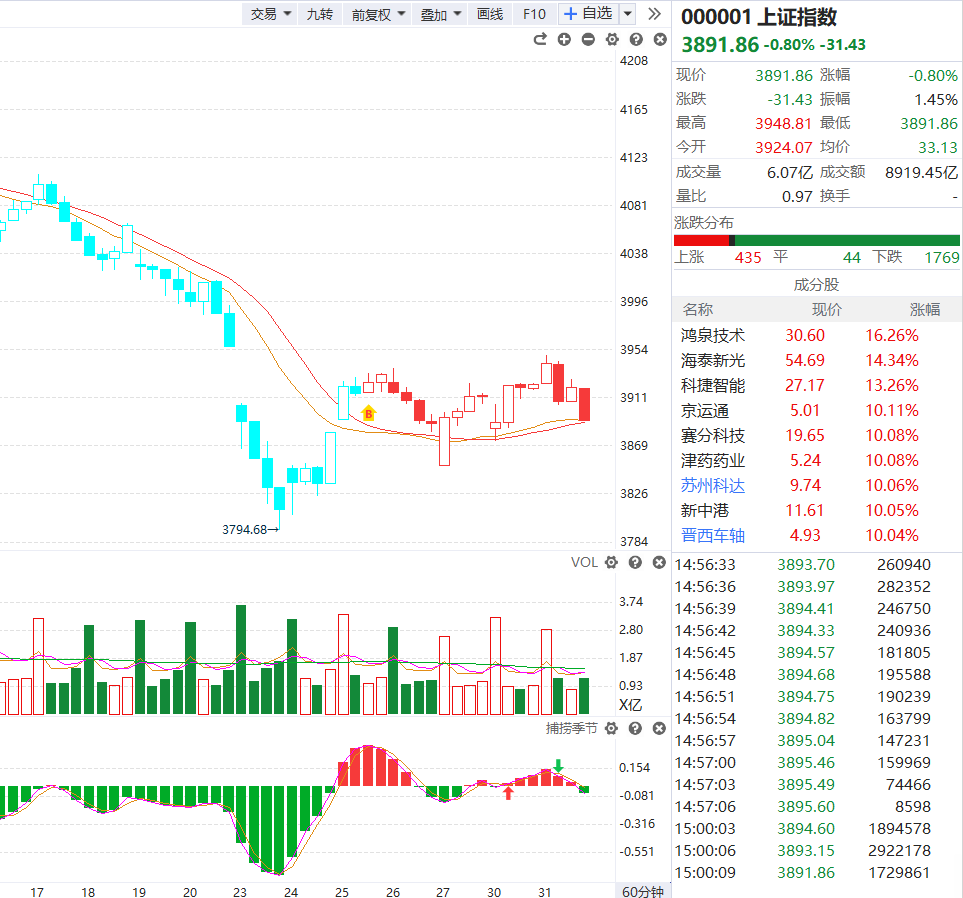 交易 九转 前复权 叠加 画线 F10 自选
4208
4165
4123
4081
4038
3996
3954
3911
3869
3826
3784
B
3794.68
VOL
3.74
2.80
1.87
0.93
X亿
捕捞季节
0.154
-0.081
-0.316
-0.551
17 18 19 20 23 24 25 26 27 30 31 60分钟
000001 上证指数
3891.86 -0.80% -31.43
现价 3891.86 涨幅 -0.80%
涨跌 -31.43 振幅 1.45%
最高 3948.81 最低 3891.86
今开 3924.07 均价 33.13
成交量 6.07亿 成交额 8919.45亿
量比 0.97 换手 -
涨跌分布
上涨 435 平 44 下跌 1769
成分股
名称 现价 涨幅
鸿泉技术 30.60 16.26%
海泰新光 54.69 14.34%
科捷智能 27.17 13.26%
京运通 5.01 10.11%
赛分科技 19.65 10.08%
津药药业 5.24 10.08%
苏州科达 9.74 10.06%
新中港 11.61 10.05%
晋西车轴 4.93 10.04%
14:56:33 3893.70 260940
14:56:36 3893.97 282352
14:56:39 3894.41 246750
14:56:42 3894.33 240936
14:56:45 3894.57 181805
14:56:48 3894.68 195588
14:56:51 3894.75 190239
14:56:54 3894.82 163799
14:56:57 3895.04 147231
14:57:00 3895.46 159969
14:57:03 3895.49 74466
14:57:06 3895.60 8598
15:00:03 3894.60 1894578
15:00:06 3893.15 2922178
15:00:09 3891.86 1729861